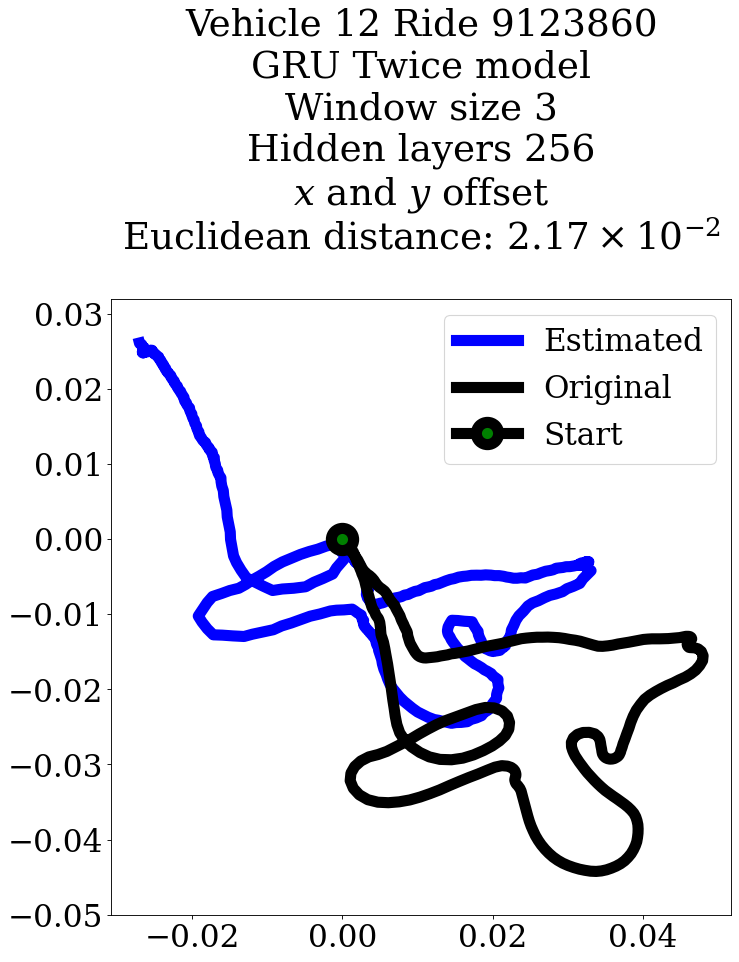 Vehicle 12 Ride 9123860
GRU Twice model
Window size 3
Hidden layers 256
x and y offset
Euclidean distance: 2.17 × 10⁻²
0.03
0.02
0.01
0.00
−0.01
−0.02
−0.03
−0.04
−0.05
Estimated
Original
Start
−0.02 0.00 0.02 0.04